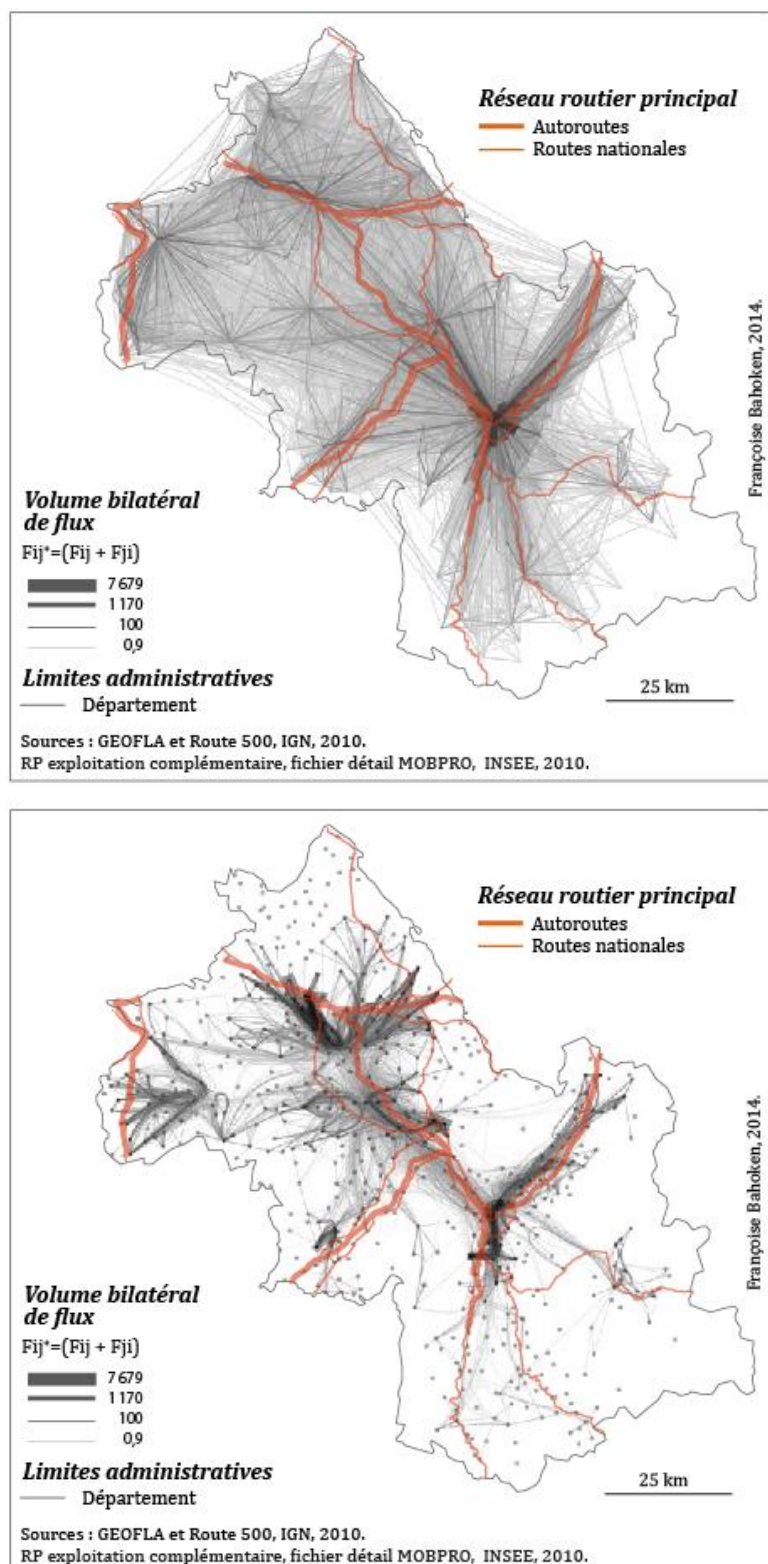 Réseau routier principal
Autoroutes
Routes nationales
Françoise Bahoken, 2014.
Volume bilatéral
de flux
Fij*=(Fij + Fji)
7 679
1 170
100
0,9
Limites administratives
Département
25 km
Sources : GEOFLA et Route 500, IGN, 2010.
RP exploitation complémentaire, fichier détail MOBPRO, INSEE, 2010.
Réseau routier principal
Autoroutes
Routes nationales
Françoise Bahoken, 2014.
Volume bilatéral
de flux
Fij*=(Fij + Fji)
7 679
1 170
100
0,9
Limites administratives
Département
25 km
Sources : GEOFLA et Route 500, IGN, 2010.
RP exploitation complémentaire, fichier détail MOBPRO, INSEE, 2010.